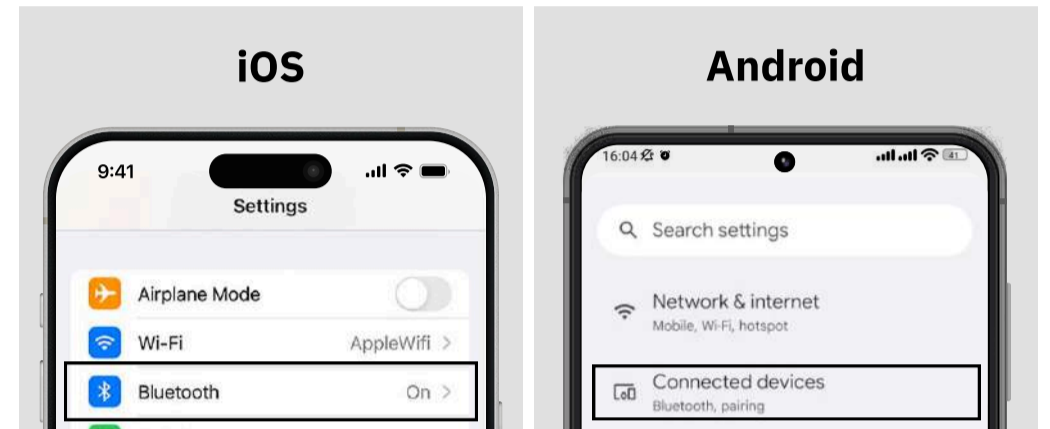 iOS
9:41
Settings
Airplane Mode
Wi-Fi AppleWifi
Bluetooth On
Android
16:04 41
Search settings
Network & internet
Mobile, Wi-Fi, hotspot
Connected devices
Bluetooth, pairing